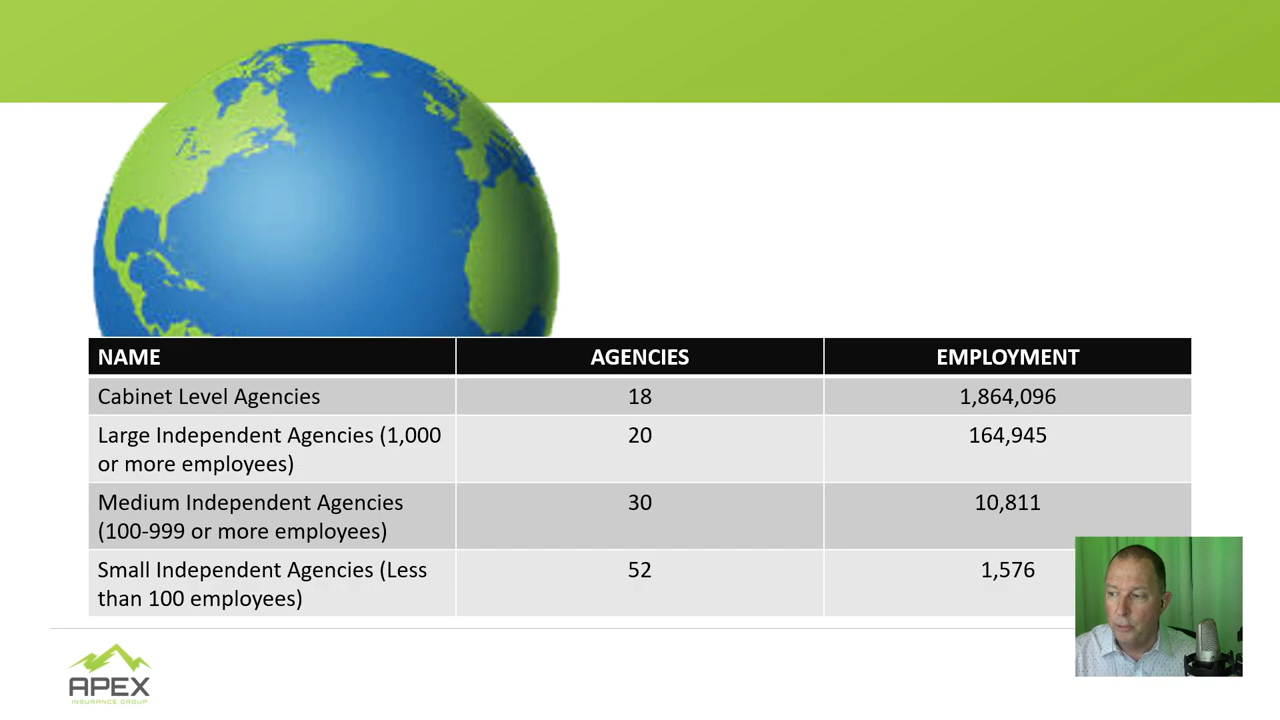 NAME AGENCIES EMPLOYMENT
Cabinet Level Agencies 18 1,864,096
Large Independent Agencies (1,000 20 164,945
or more employees)
Medium Independent Agencies 30 10,811
(100-999 or more employees)
Small Independent Agencies (Less 52 1,576
than 100 employees)
APEX
INSURANCE GROUP